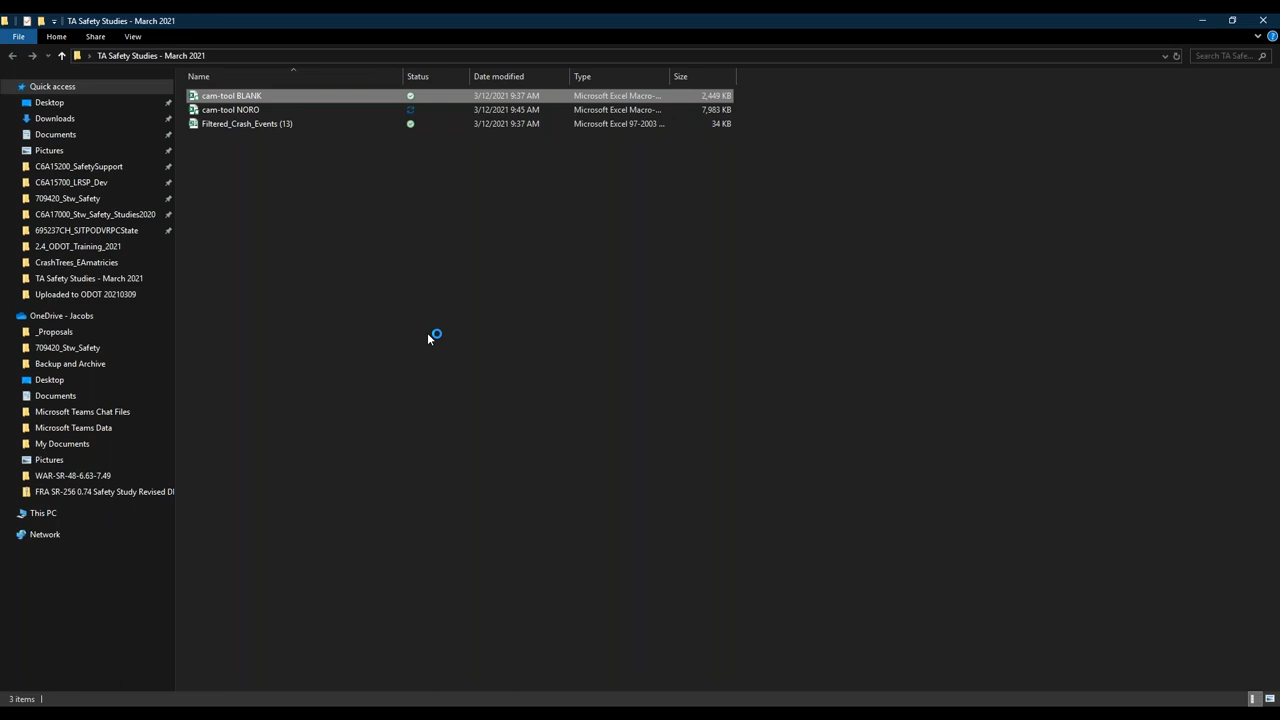 TA Safety Studies - March 2021
File Home Share View
TA Safety Studies - March 2021 Search TA Safe...
Name Status Date modified Type Size
cam-tool BLANK 3/12/2021 9:37 AM Microsoft Excel Macro-... 2,449 KB
cam-tool NORO 3/12/2021 9:45 AM Microsoft Excel Macro-... 7,983 KB
Filtered_Crash_Events (13) 3/12/2021 9:37 AM Microsoft Excel 97-2003 ... 34 KB
Quick access
Desktop
Downloads
Documents
Pictures
C6A15200_SafetySupport
C6A15700_LRSP_Dev
709420_Stw_Safety
C6A17000_Stw_Safety_Studies2020
695237CH_SJTPODVRPCState
2.4_ODOT_Training_2021
CrashTrees_EAmatricies
TA Safety Studies - March 2021
Uploaded to ODOT 20210309
OneDrive - Jacobs
_Proposals
709420_Stw_Safety
Backup and Archive
Desktop
Documents
Microsoft Teams Chat Files
Microsoft Teams Data
My Documents
Pictures
WAR-SR-48-6.63-7.49
FRA SR-256 0.74 Safety Study Revised D
This PC
Network
3 items